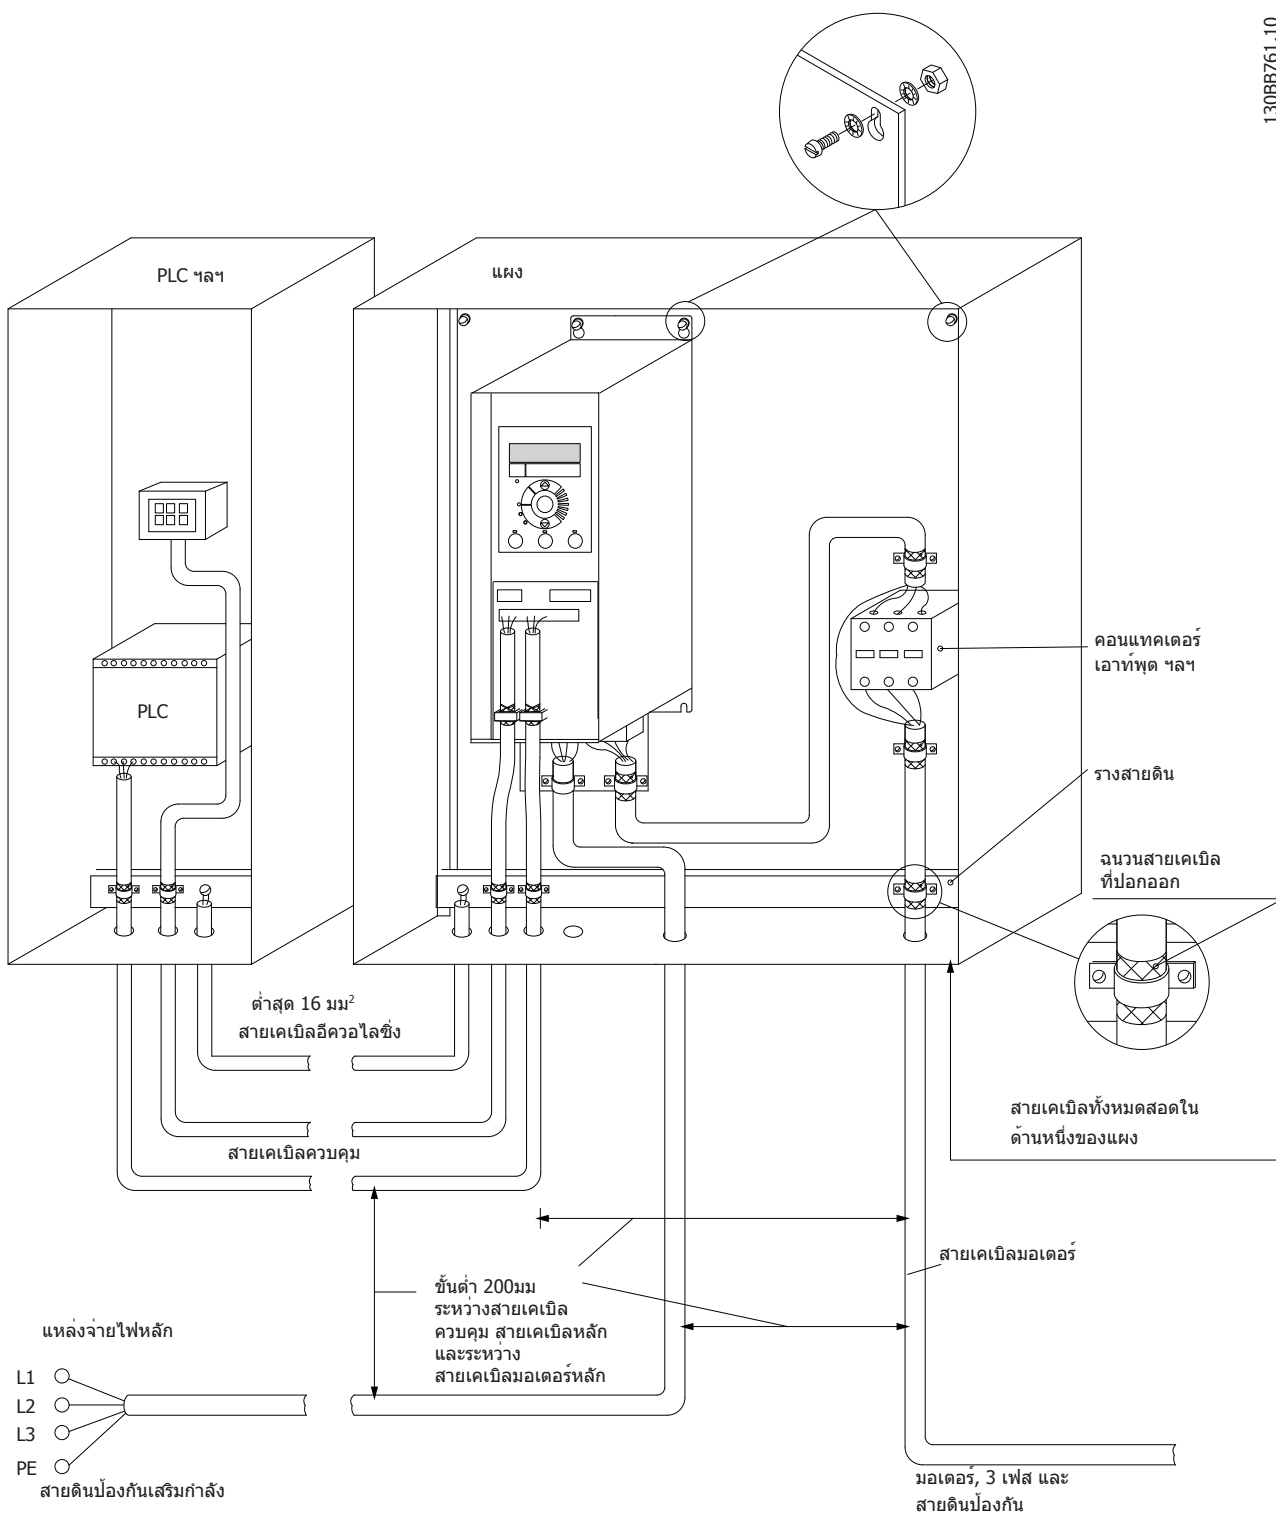 130BB761.10
PLC ฯลฯ
แผง
PLC
คอนแทคเตอร์
เอาท์พุต ฯลฯ
รางสายดิน
ฉนวนสายเคเบิล
ที่ปอกออก
ต่ำสุด 16 มม²
สายเคเบิลอีควอไลซิ่ง
สายเคเบิลทั้งหมดสอดใน
ด้านหนึ่งของแผง
สายเคเบิลควบคุม
สายเคเบิลมอเตอร์
ขั้นต่ำ 200มม
ระหว่างสายเคเบิล
ควบคุม สายเคเบิลหลัก
และระหว่าง
สายเคเบิลมอเตอร์หลัก
แหล่งจ่ายไฟหลัก
L1
L2
L3
PE
สายดินป้องกันเสริมกำลัง
มอเตอร์, 3 เฟส และ
สายดินป้องกัน